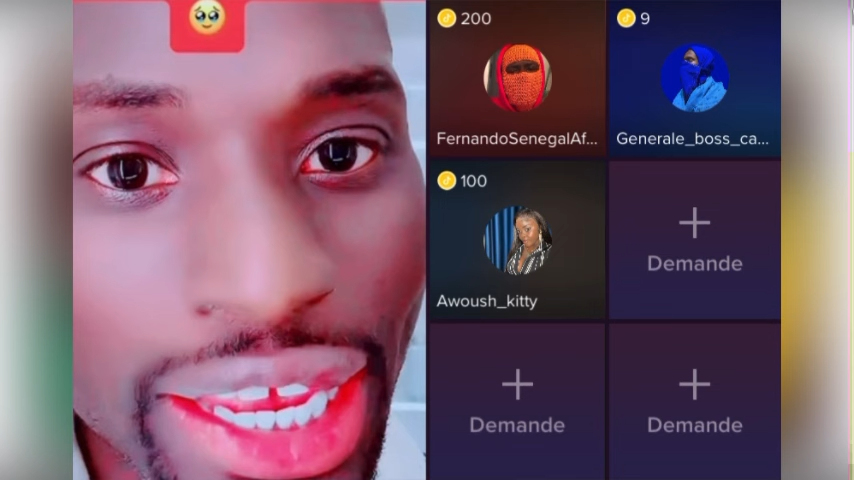 200
FernandoSenegalAf...
9
Generale_boss_ca...
100
Awoush_kitty
Demande
Demande
Demande